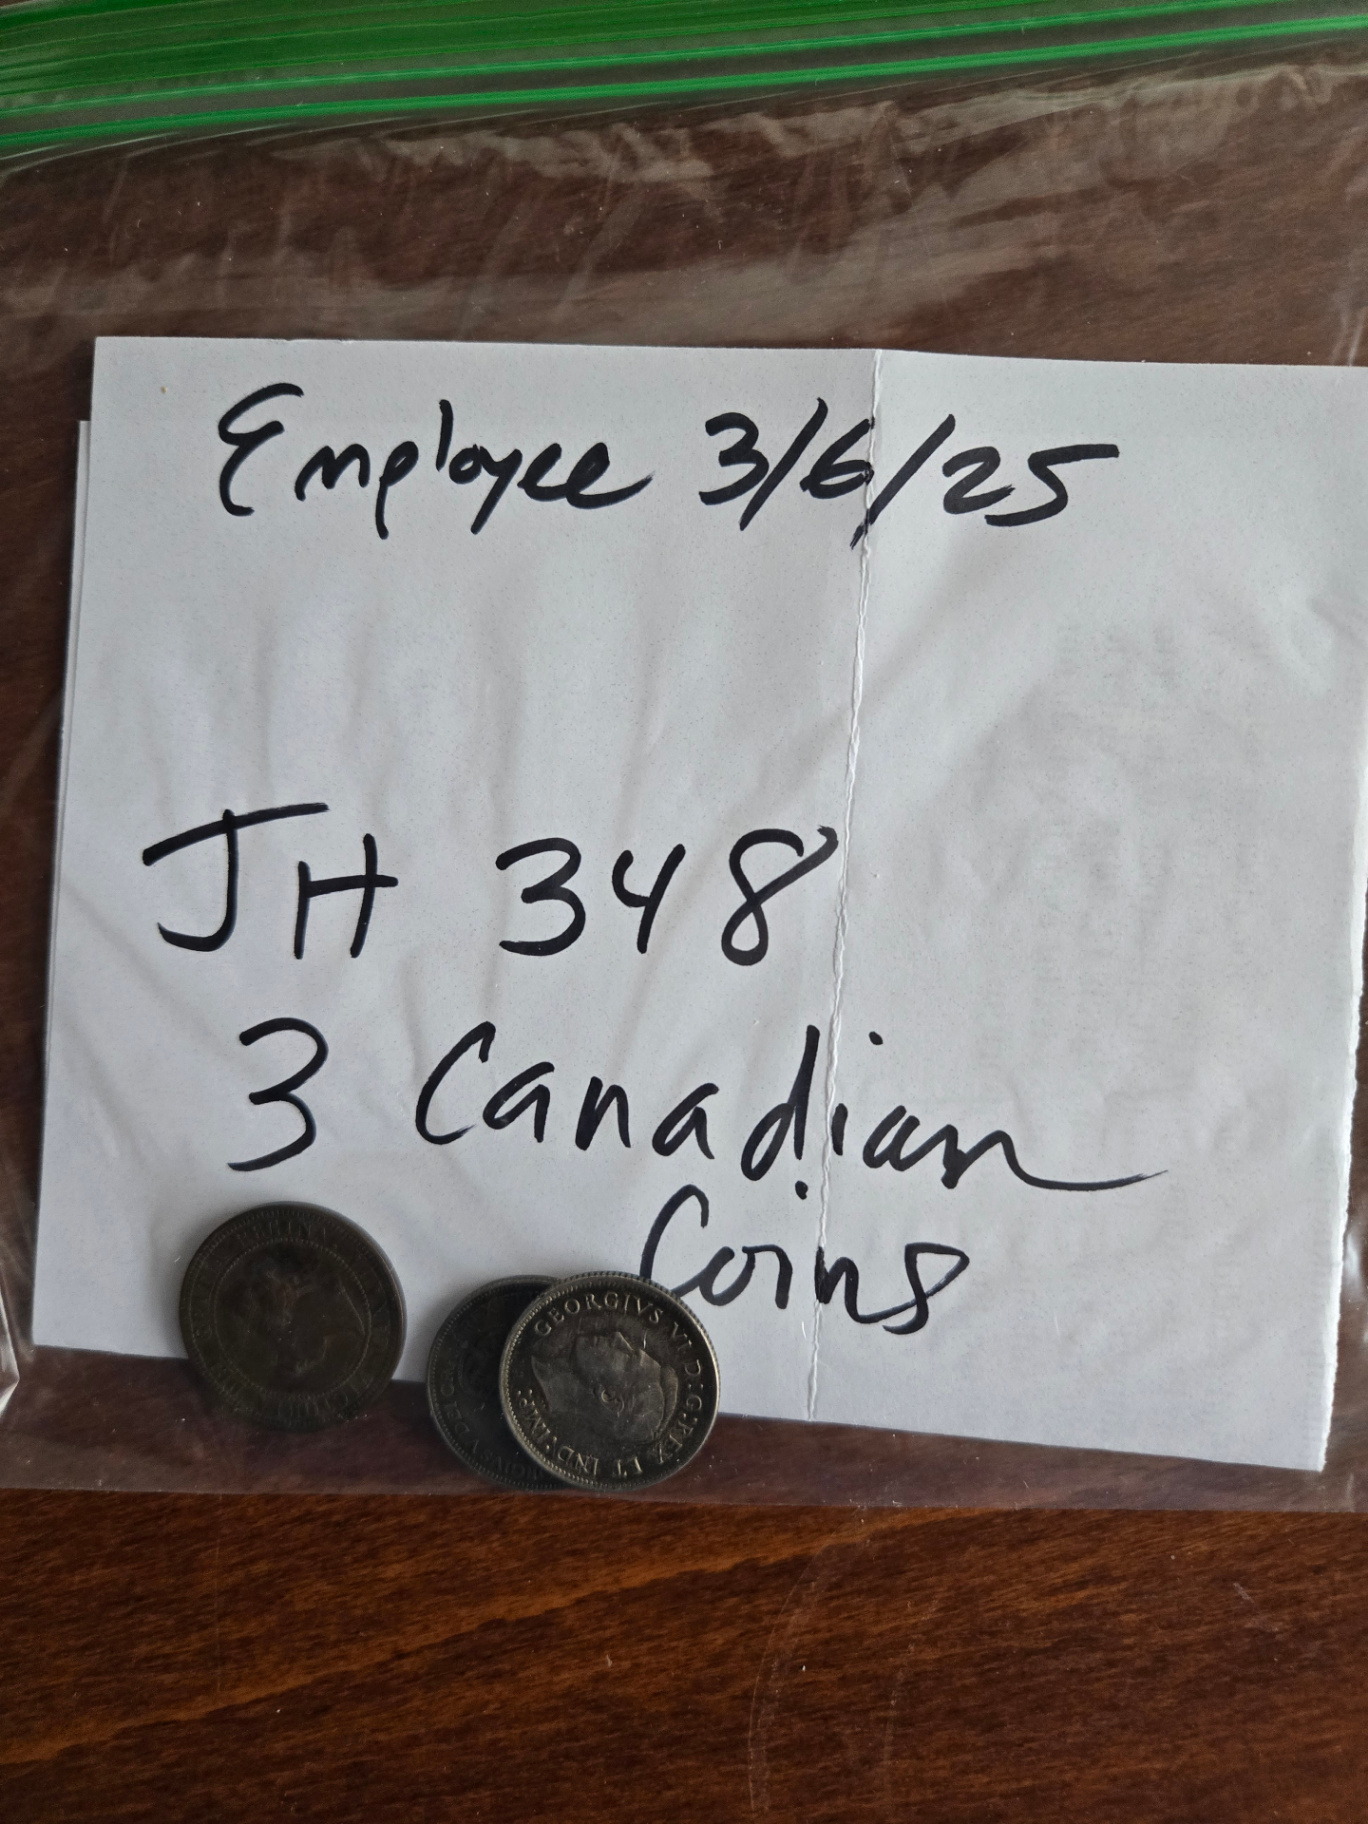 Employee 3/6/25
JH 348
3 Canadian
Coins
GEORGIVS VI D:G:REX ET IND:IMP: